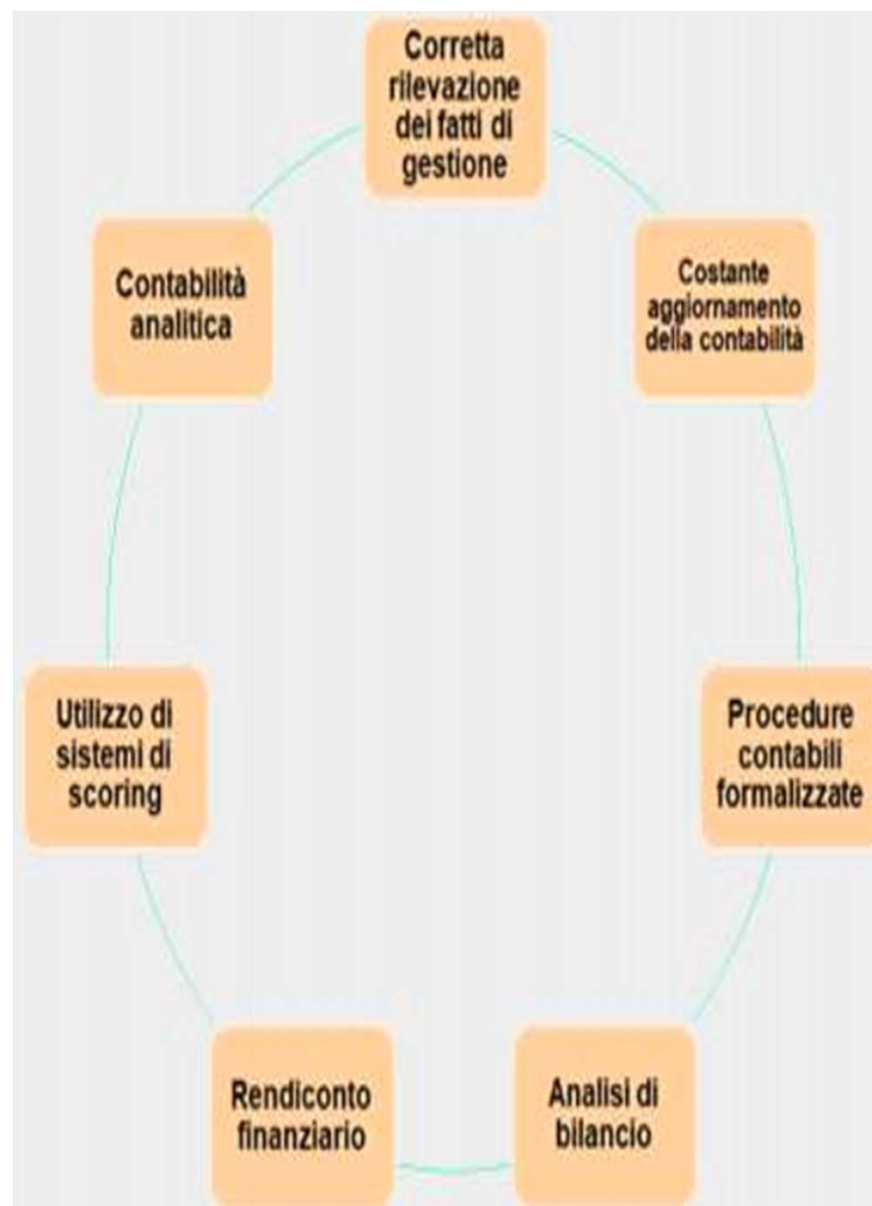 Corretta
rilevazione
dei fatti di
gestione
Costante
aggiornamento
della contabilità
Procedure
contabili
formalizzate
Analisi di
bilancio
Rendiconto
finanziario
Utilizzo di
sistemi di
scoring
Contabilità
analitica